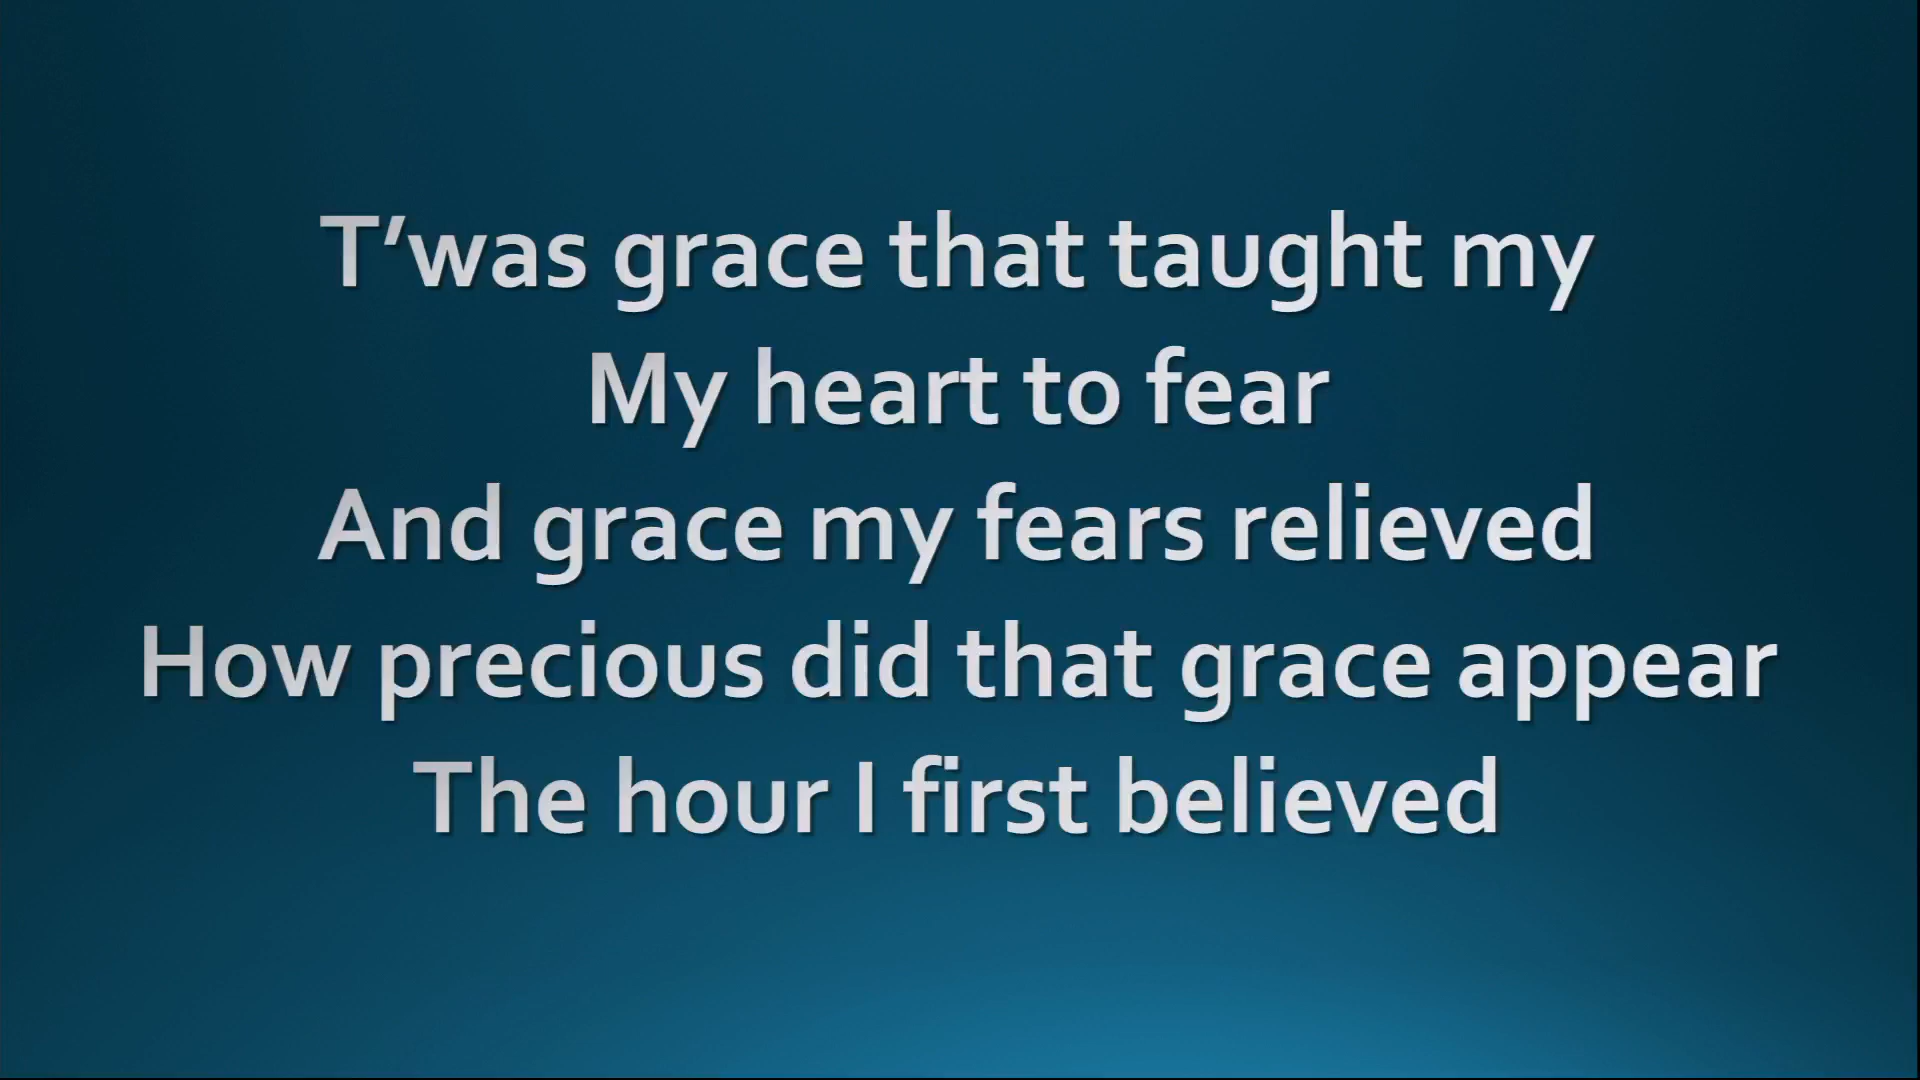 T’was grace that taught my
My heart to fear
And grace my fears relieved
How precious did that grace appear
The hour I first believed